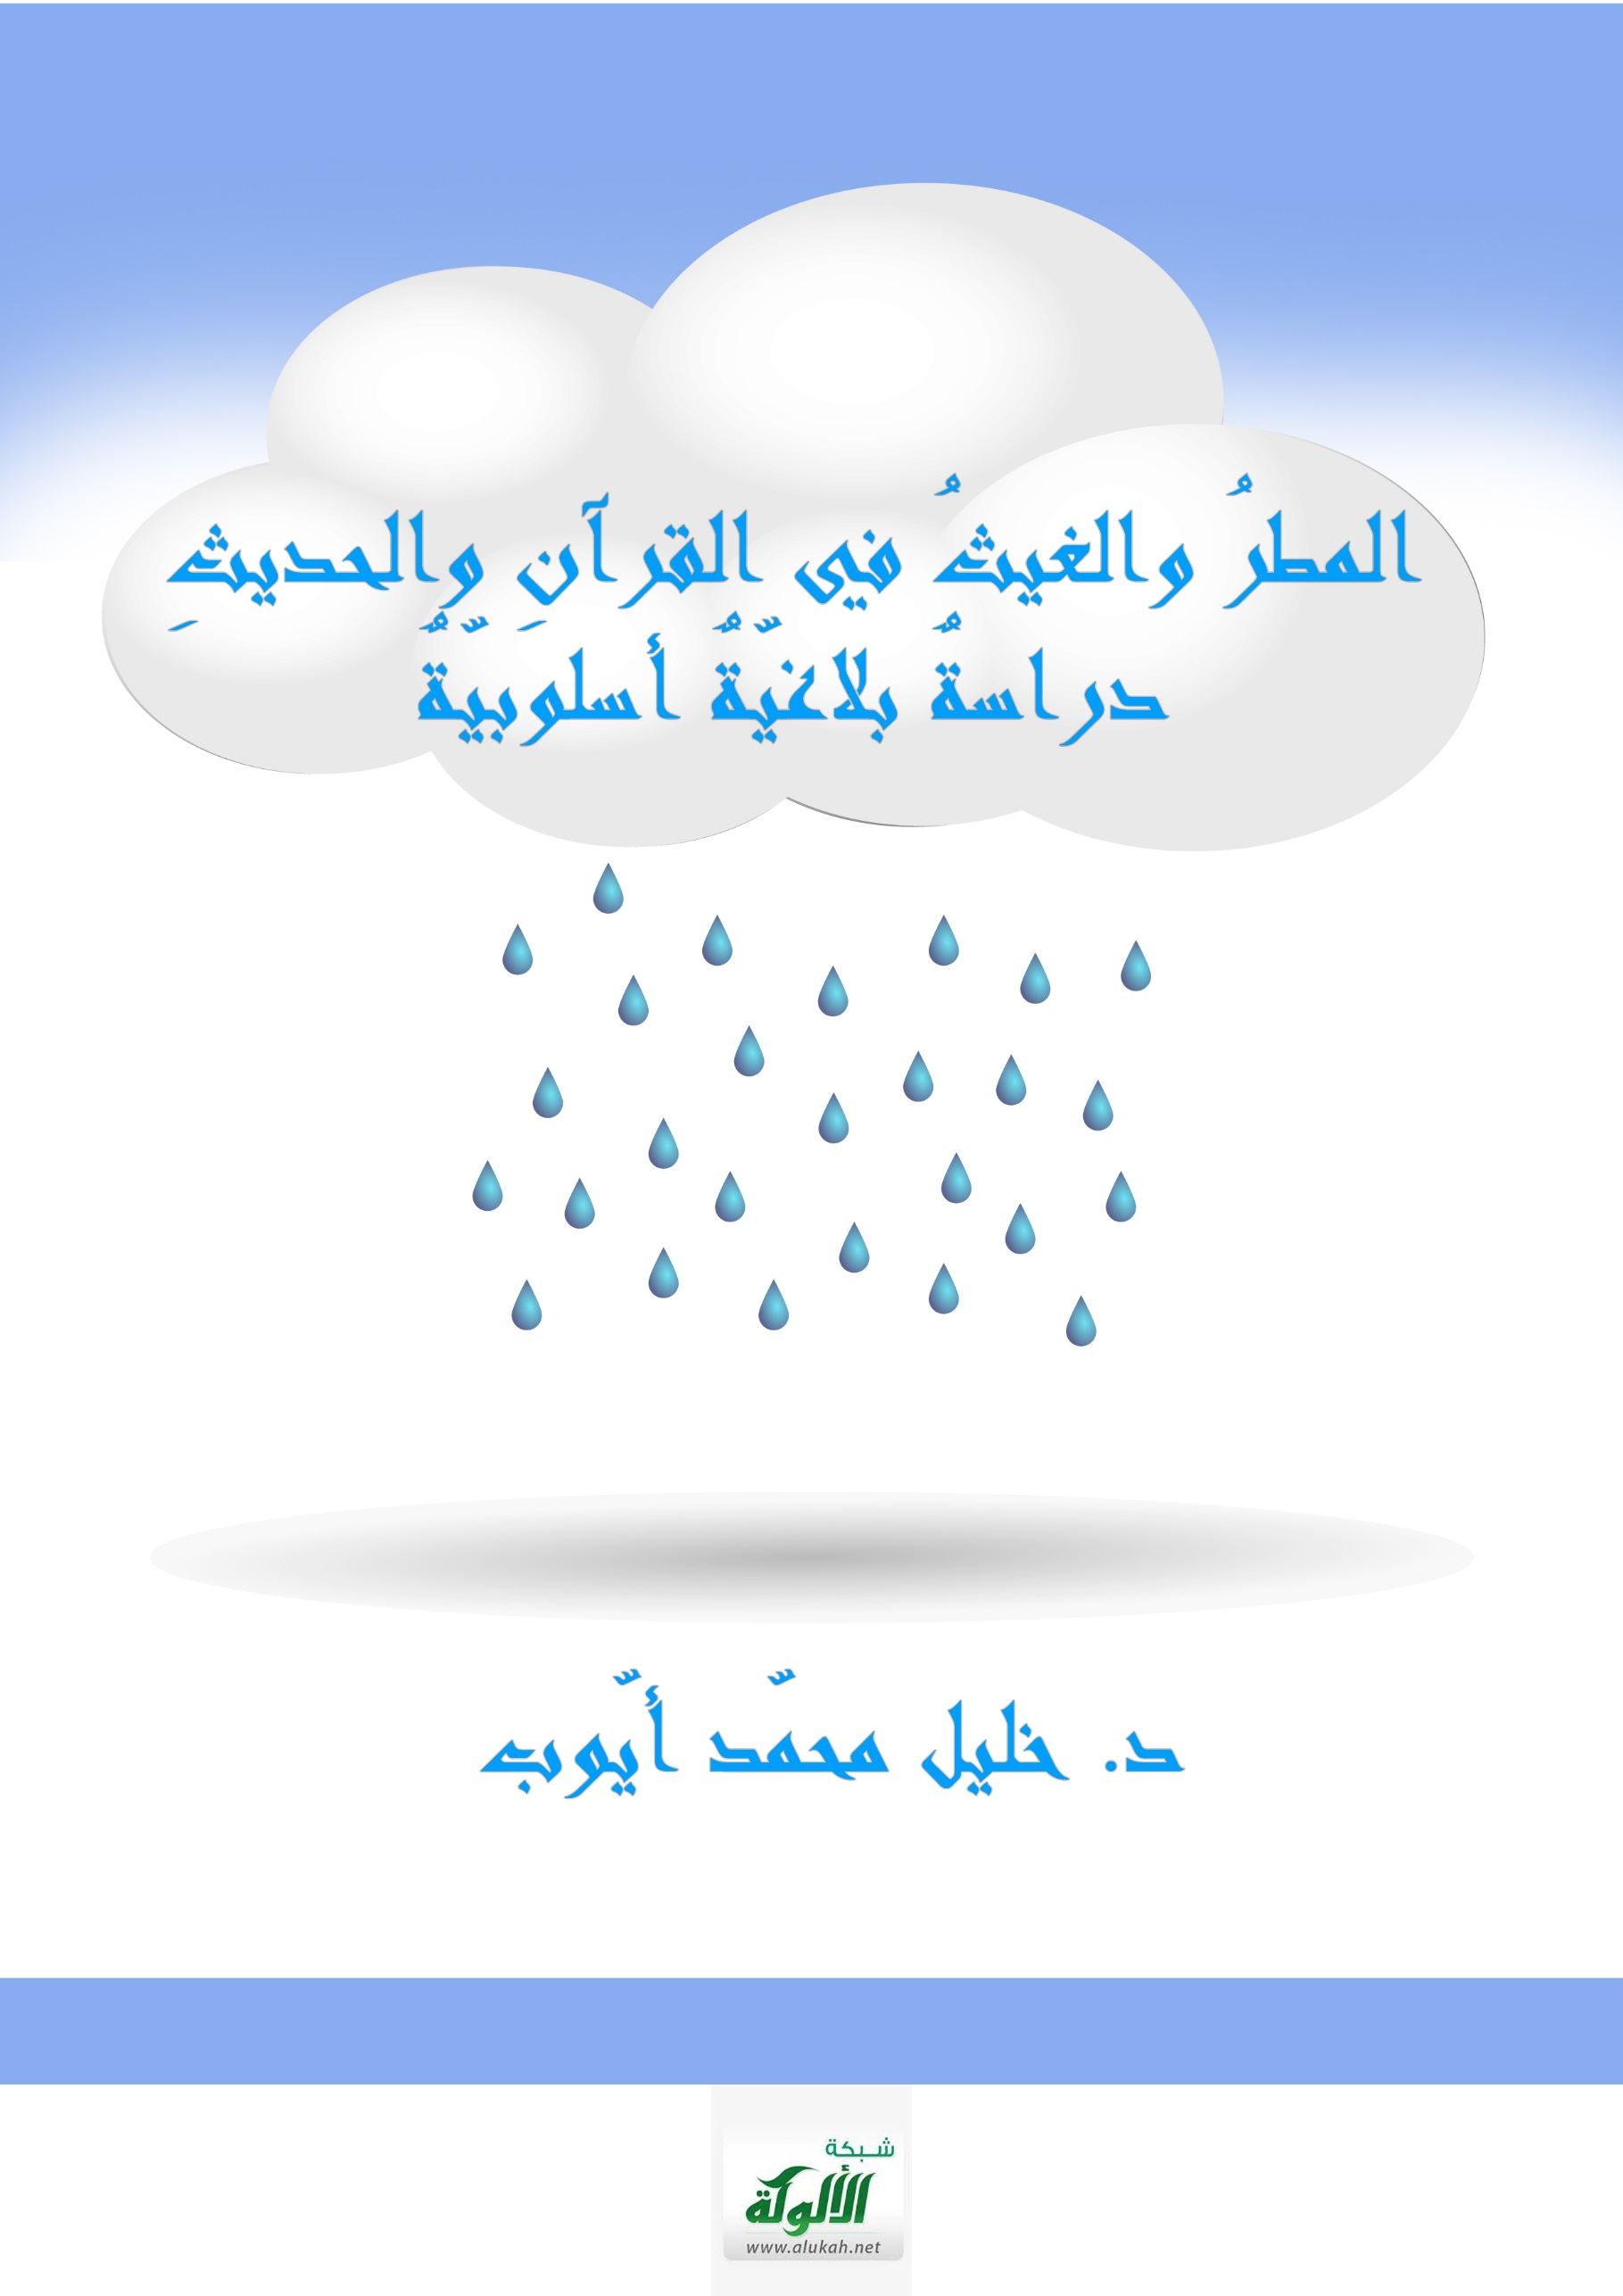 المطرُ والغيثُ في القرآنِ والحديثِ
دراسةٌ بلاغيّةٌ أسلوبيّةٌ
د. خليل محمّد أيّوب
شبكة
الألوكة
www.alukah.net